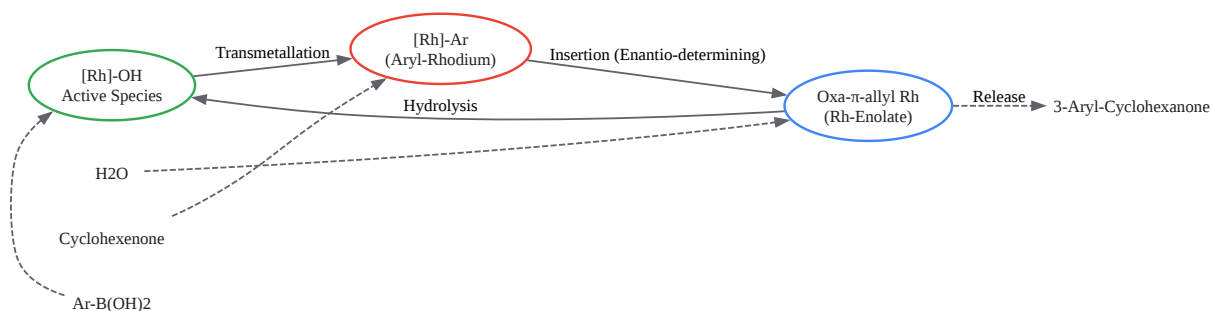 [Rh]-OH
Active Species
Transmetallation
[Rh]-Ar
(Aryl-Rhodium)
Insertion (Enantio-determining)
Hydrolysis
Oxa-π-allyl Rh
(Rh-Enolate)
Release
3-Aryl-Cyclohexanone
H2O
Cyclohexenone
Ar-B(OH)2